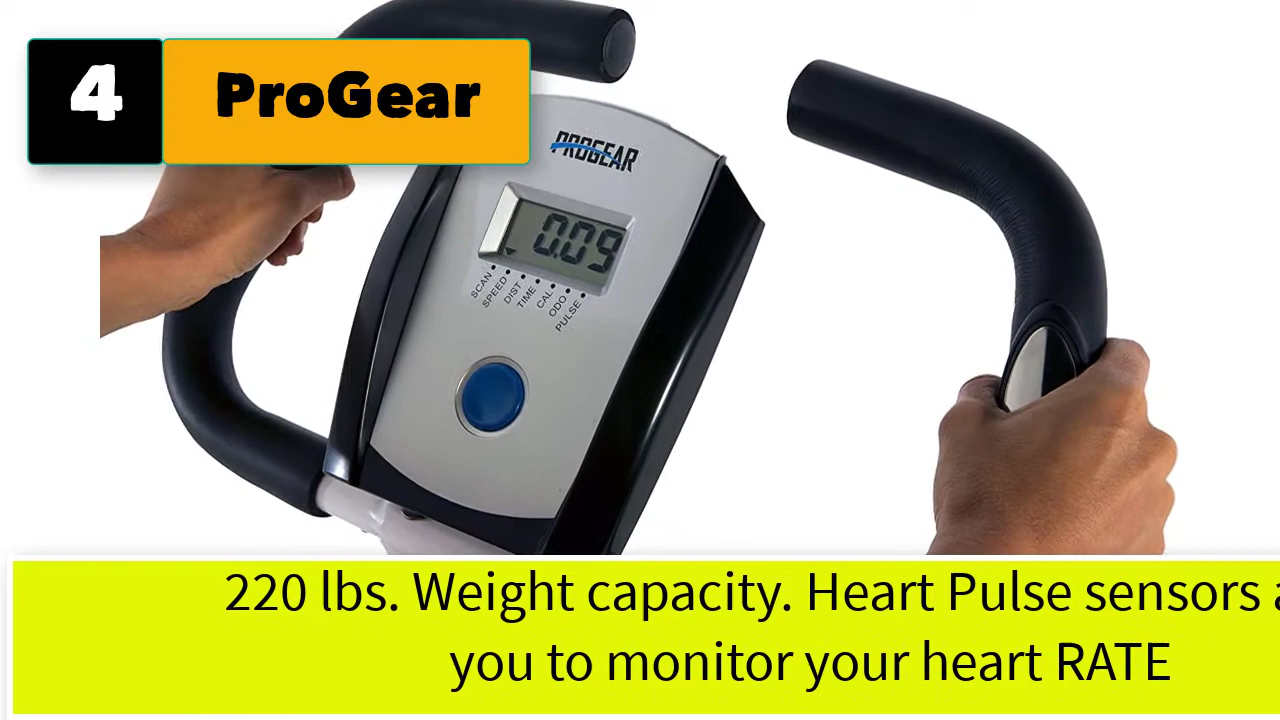 4
ProGear
PROGEAR
0.09
SCAN
SPEED
DIST
TIME
CAL
ODO
PULSE
220 lbs. Weight capacity. Heart Pulse sensors
you to monitor your heart RATE